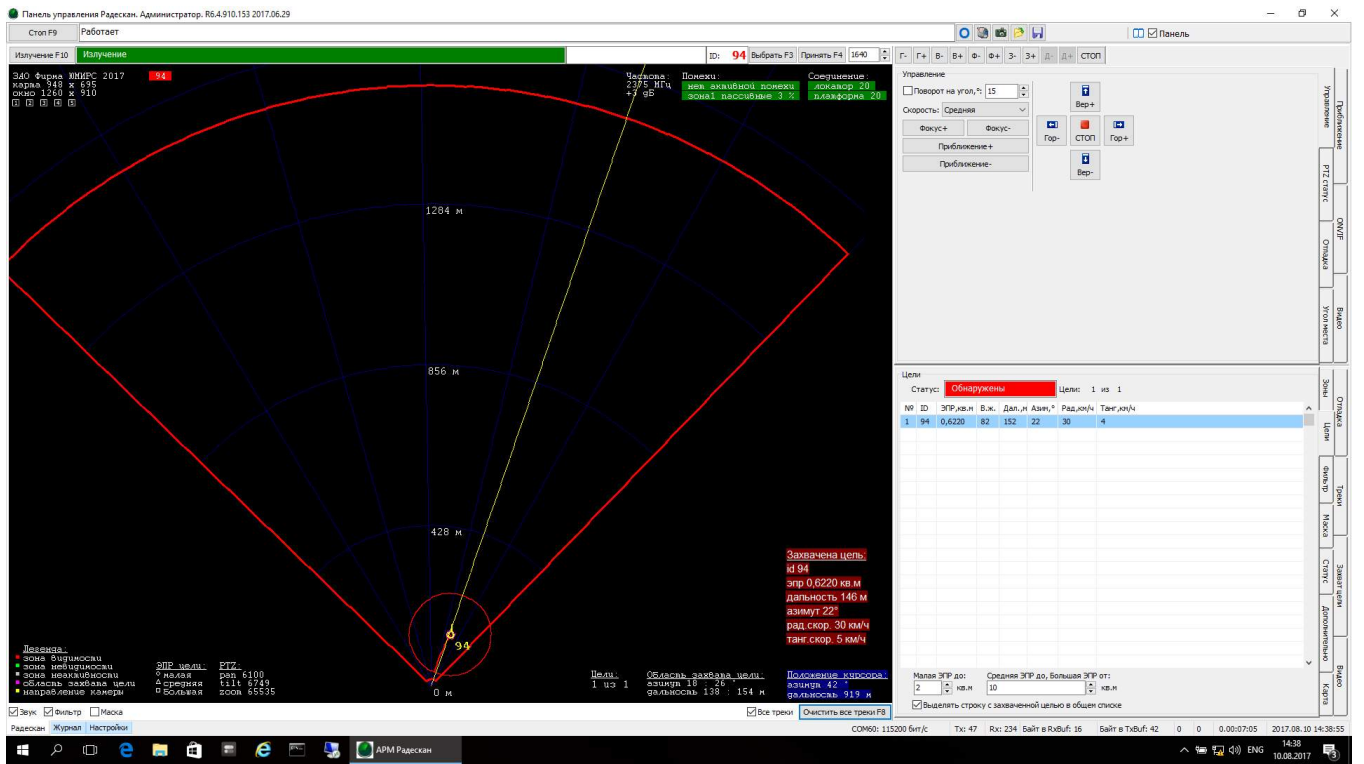 Панель управления Радескан. Администратор. R6.4.910.153 2017.06.29
Стоп F9
Работает
Панель
Излучение F10
Излучение
ID: 94
Выбрать F3
Принять F4
1640
Г- Г+ В- В+ Ф- Ф+ З- З+ Д- Д+ СТОП
ЗАО Фирма ЮМИРС 2017
94
карта 948 x 695
окно 1260 x 910
1 2 3 4 5
Частота:
2375 МГц
+3 дБ
Помехи:
нет активной помехи
зона1 пассивные 3 %
Соединение:
локатор 20
платформа 20
1284 м
856 м
428 м
0 м
94
Захвачена цель:
id 94
эпр 0,6220 кв.м
дальность 146 м
азимут 22°
рад.скор. 30 км/ч
танг.скор. 5 км/ч
Легенда:
зона видимости
зона невидимости
зона неактивности
область захвата цели
направление камеры
ЭПР цели:
малая
средняя
большая
PTZ:
pan 6100
tilt 6749
zoom 65535
Цели:
1 из 1
Область захвата цели:
азимут 18 : 26 °
дальность 138 : 154 м
Положение курсора:
азимут 42 °
дальность 919 м
Звук
Фильтр
Маска
Все треки
Очистить все треки F8
Управление
Поворот на угол,°: 15
Скорость: Средняя
Фокус+
Фокус-
Приближение+
Приближение-
Вер+
Гор-
СТОП
Гор+
Вер-
Управление
Приближение
PTZ статус
ONVIF
Отладка
Видео
Угол места
Цели
Статус: Обнаружены
Цели: 1 из 1
№ ID ЭПР,кв.м В.ж. Дал.,м Азим,° Рад,км/ч Танг,км/ч
1 94 0,6220 82 152 22 30 4
Зоны
Отладка
Цели
Фильтр
Треки
Маска
Статус
Захват цели
Дополнительно
Видео
Карта
Малая ЭПР до:
2 кв.м
Средняя ЭПР до, Большая ЭПР от:
10 кв.м
Выделять строку с захваченной целью в общем списке
Радескан
Журнал
Настройки
COM60: 115200 бит/с
Tx: 47
Rx: 234
Байт в RxBuf: 16
Байт в TxBuf: 42
0
0
0.00:07:05
2017.08.10 14:38:55
АРМ Радескан
ENG
14:38
10.08.2017
3